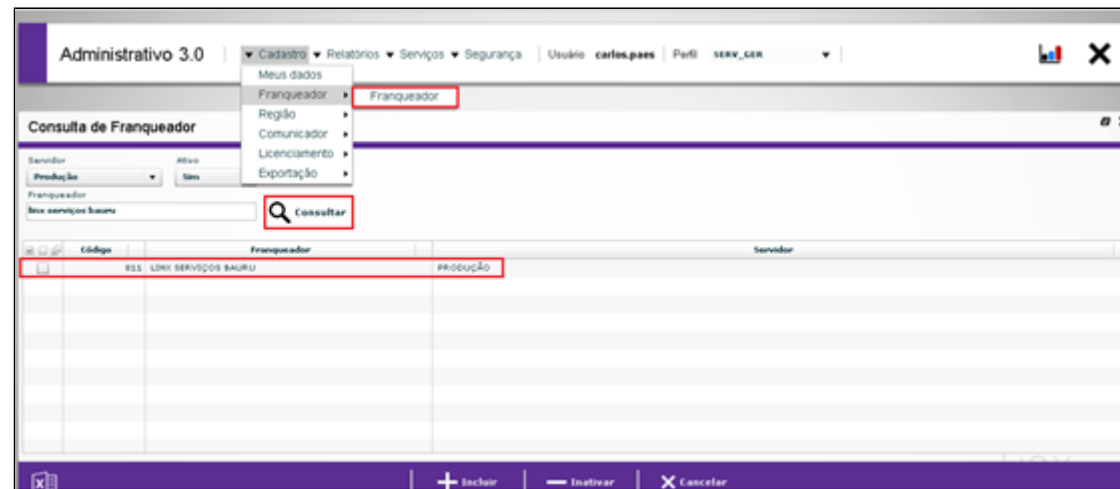 Administrativo 3.0 Cadastro Relatórios Serviços Segurança Usuário carlos.paes Perfil SERV_GER
Meus dados
Franqueador Franqueador
Região
Comunicador
Licenciamento
Exportação
Consulta de Franqueador
Servidor Ativo
Produção Sim
Franqueador
linx serviços bauru Consultar
Código Franqueador Servidor
811 LINX SERVIÇOS BAURU PRODUÇÃO
Incluir Inativar Cancelar